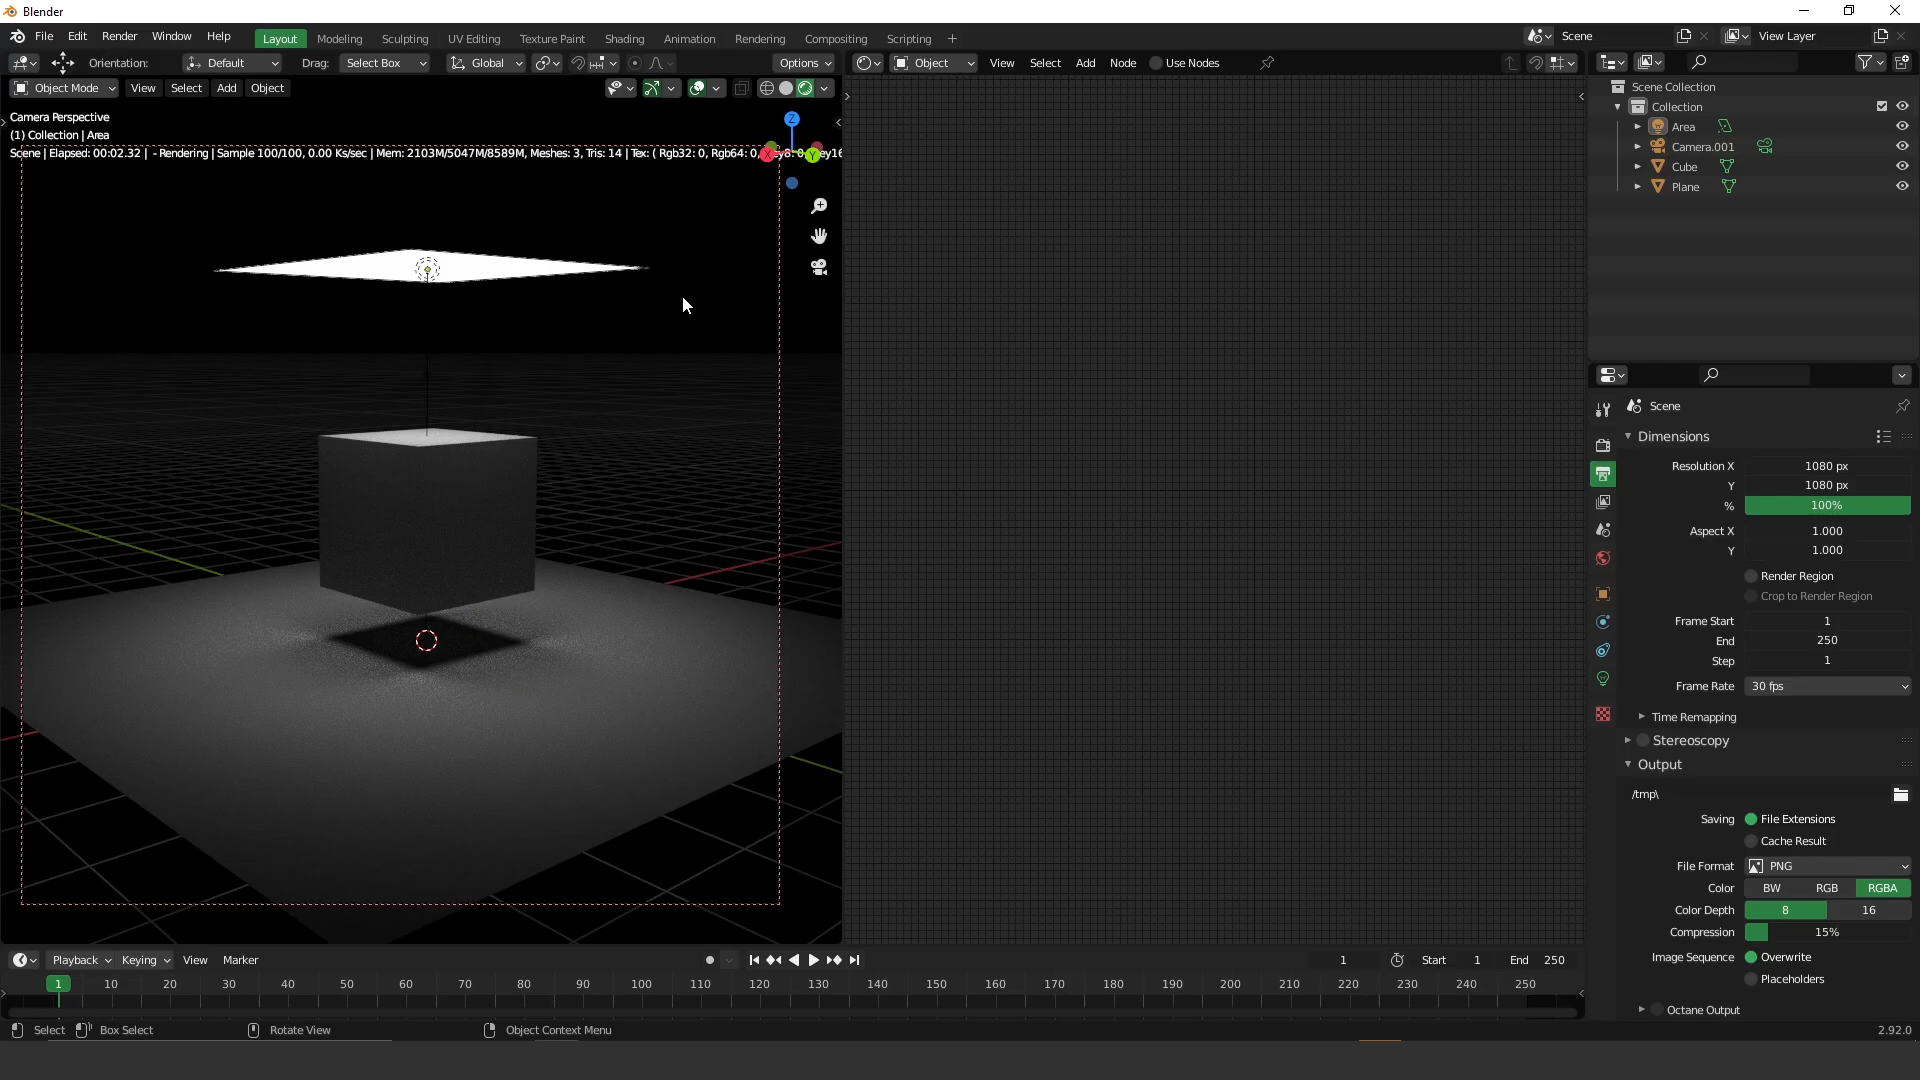 Blender
File Edit Render Window Help
Layout Modeling Sculpting UV Editing Texture Paint Shading Animation Rendering Compositing Scripting
Scene
View Layer
Orientation: Default Drag: Select Box Global Options
Object View Select Add Node Use Nodes
Object Mode View Select Add Object
Camera Perspective
(1) Collection | Area
Scene | Elapsed: 00:02.32 | - Rendering | Sample 100/100, 0.00 Ks/sec | Mem: 2103M/5047M/8589M, Meshes: 3, Tris: 14 | Tex: ( Rgb32: 0, Rgb64: 0,
Z
X
Y
Scene Collection
Collection
Area
Camera.001
Cube
Plane
Scene
Dimensions
Resolution X 1080 px
Y 1080 px
% 100%
Aspect X 1.000
Y 1.000
Render Region
Crop to Render Region
Frame Start 1
End 250
Step 1
Frame Rate 30 fps
Time Remapping
Stereoscopy
Output
/tmp\
Saving File Extensions
Cache Result
File Format PNG
Color BW RGB RGBA
Color Depth 8 16
Compression 15%
Image Sequence Overwrite
Placeholders
Octane Output
Playback Keying View Marker
1 Start 1 End 250
1 10 20 30 40 50 60 70 80 90 100 110 120 130 140 150 160 170 180 190 200 210 220 230 240 250
Select Box Select Rotate View Object Context Menu
2.92.0